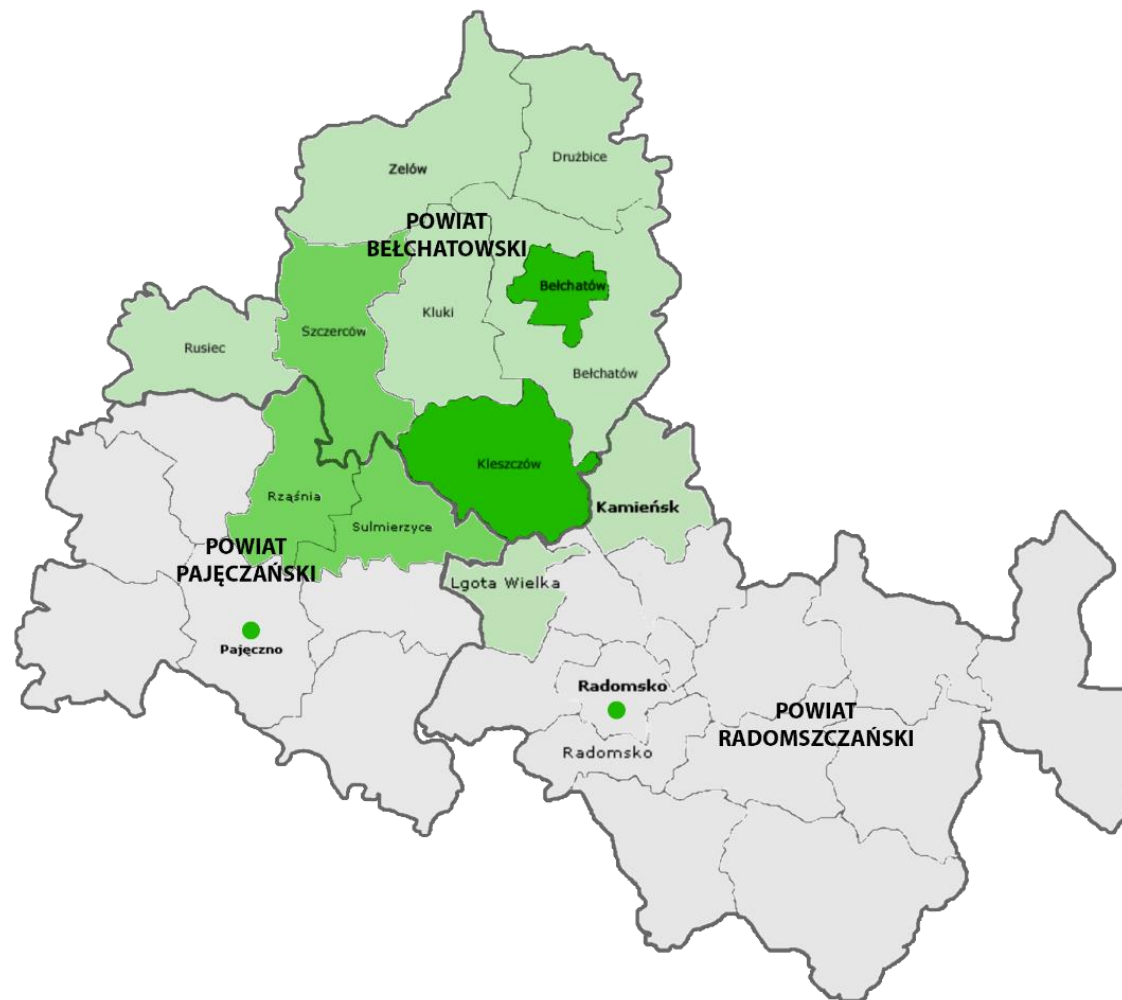 Zelów
Drużbice
POWIAT
BEŁCHATOWSKI
Bełchatów
Kluki
Szczerców
Rusiec
Bełchatów
Kleszczów
Rząśnia
Kamieńsk
Sulmierzyce
POWIAT
PAJĘCZAŃSKI
Lgota Wielka
Pajęczno
Radomsko
POWIAT
RADOMSZCZAŃSKI
Radomsko